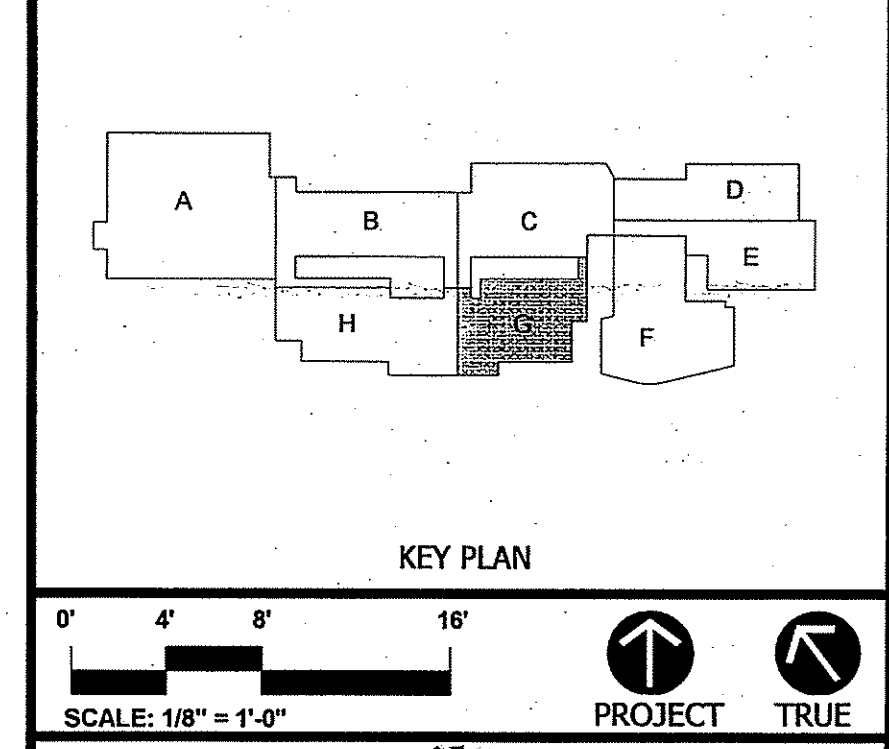 A
B
C
D
E
F
G
H
KEY PLAN
0' 4' 8' 16'
SCALE: 1/8" = 1'-0"
PROJECT TRUE